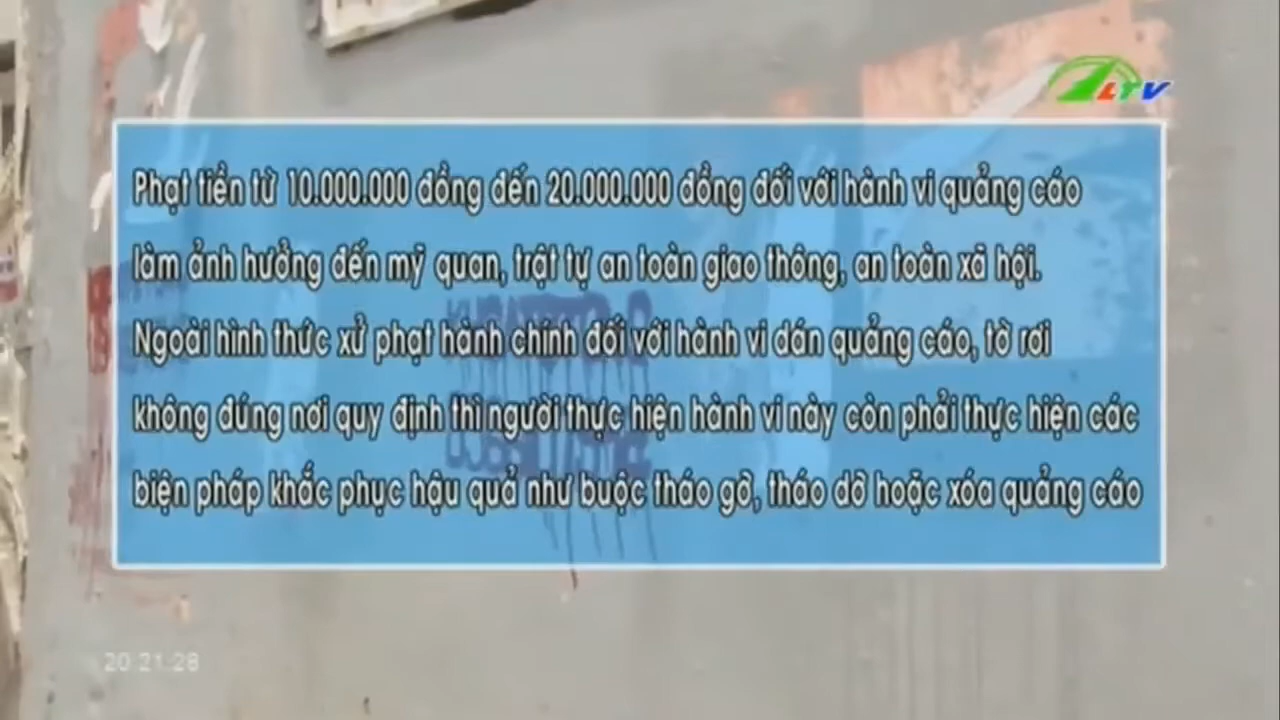 LTV
Phạt tiền từ 10.000.000 đồng đến 20.000.000 đồng đối với hành vi quảng cáo
làm ảnh hưởng đến mỹ quan, trật tự an toàn giao thông, an toàn xã hội.
Ngoài hình thức xử phạt hành chính đối với hành vi dán quảng cáo, tờ rơi
không đúng nơi quy định thì người thực hiện hành vi này còn phải thực hiện các
biện pháp khắc phục hậu quả như buộc tháo gỡ, tháo dỡ hoặc xóa quảng cáo
20:21:28